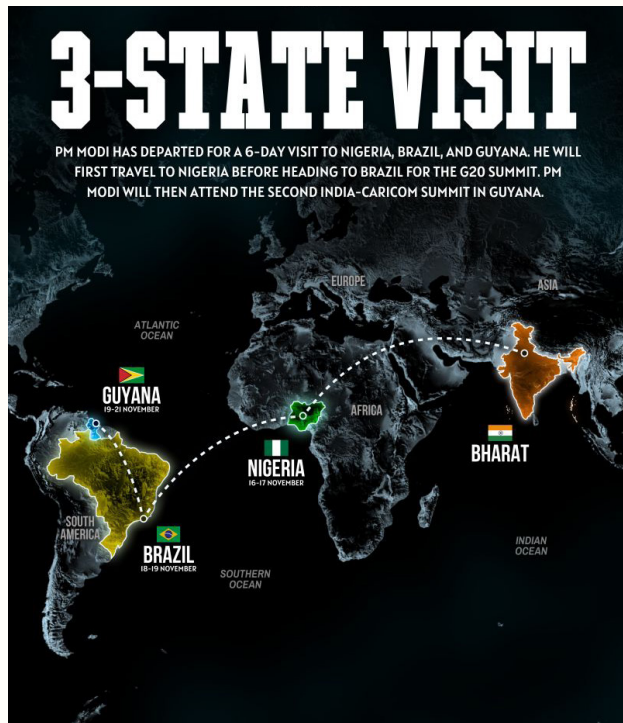 3-STATE VISIT
PM MODI HAS DEPARTED FOR A 6-DAY VISIT TO NIGERIA, BRAZIL, AND GUYANA. HE WILL
FIRST TRAVEL TO NIGERIA BEFORE HEADING TO BRAZIL FOR THE G20 SUMMIT. PM
MODI WILL THEN ATTEND THE SECOND INDIA-CARICOM SUMMIT IN GUYANA.
EUROPE
ASIA
ATLANTIC
OCEAN
GUYANA
19-21 NOVEMBER
AFRICA
NIGERIA
16-17 NOVEMBER
BHARAT
SOUTH
AMERICA
BRAZIL
18-19 NOVEMBER
INDIAN
OCEAN
SOUTHERN
OCEAN